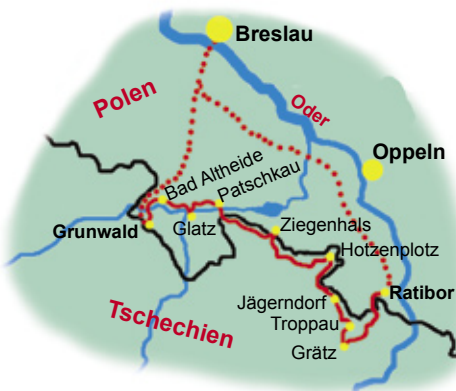 Breslau
Polen
Oder
Oppeln
Bad Altheide
Patschkau
Grunwald
Glatz
Ziegenhals
Hotzenplotz
Jägerndorf
Ratibor
Tschechien
Troppau
Grätz